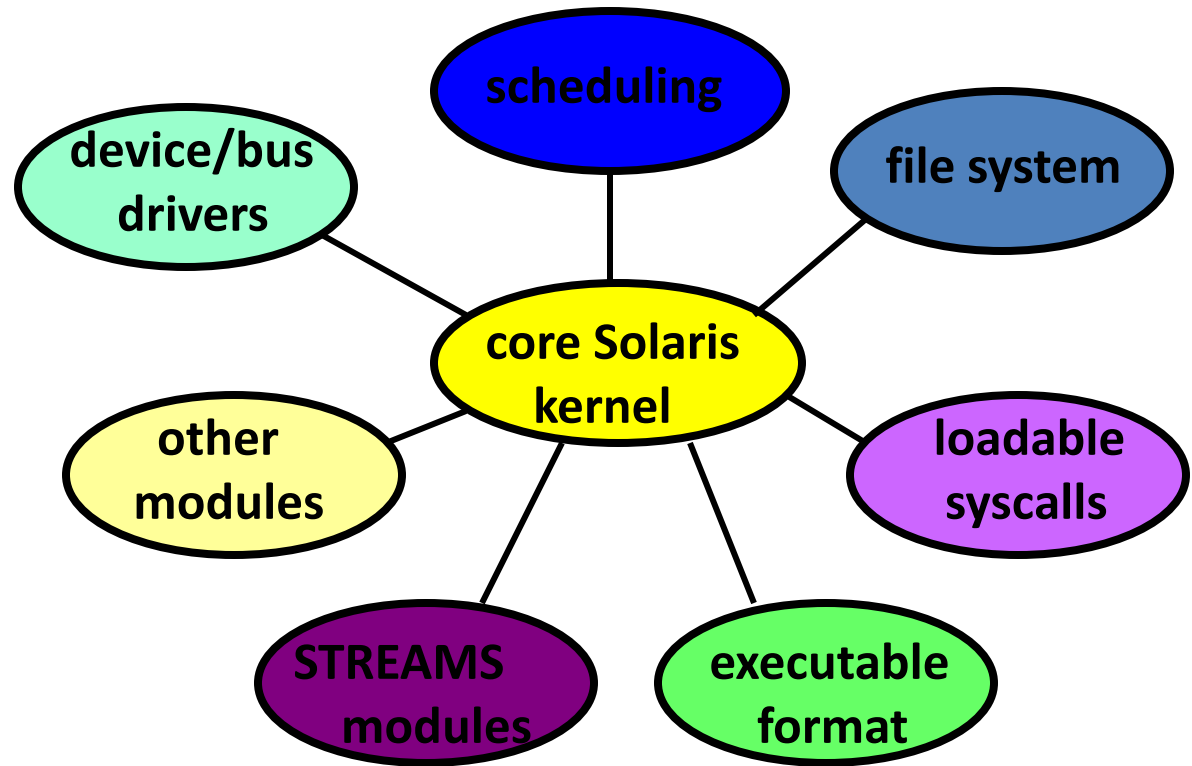 scheduling
device/bus
drivers
file system
core Solaris
kernel
other
modules
loadable
syscalls
STREAMS
modules
executable
format